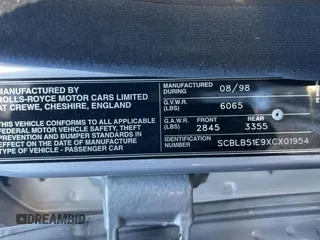 MANUFACTURED BY
ROLLS-ROYCE MOTOR CARS LIMITED
AT CREWE, CHESHIRE, ENGLAND
THIS VEHICLE CONFORMS TO ALL APPLICABLE
FEDERAL MOTOR VEHICLE SAFETY, THEFT
PREVENTION AND BUMPER STANDARDS IN
EFFECT ON THE DATE OF MANUFACTURE
VEHICLE TYPE - PASSENGER CAR
MANUFACTURED DURING 08/98
G.V.W.R. (LBS) 6065
G.A.W.R. (LBS) FRONT 2845 REAR 3355
IDENTIFICATION NUMBER SCBLB51E9XCX01954
DREAMBID